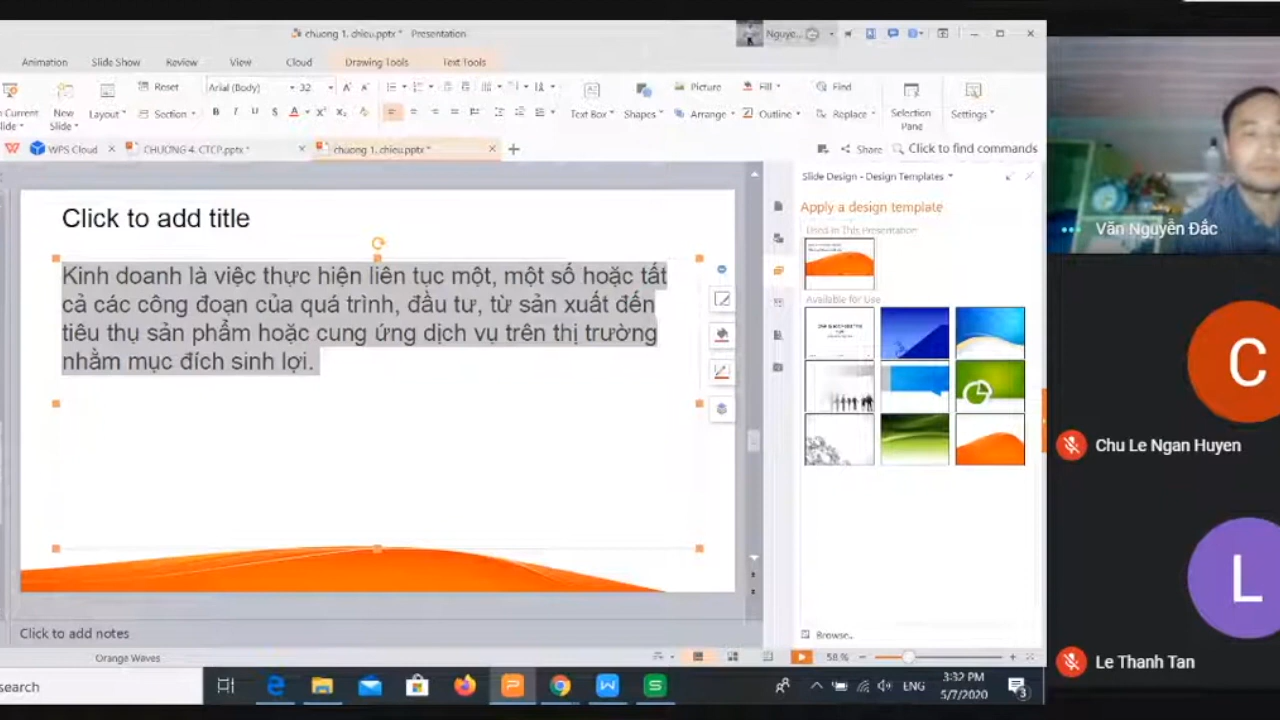 chuong 1. chieu.pptx * Presentation
Nguye...
Animation Slide Show Review View Cloud Drawing Tools Text Tools
Reset Arial (Body) 32 Picture Fill Find
Current New Layout Section B I U S A X² X₂ Text Box Shapes Arrange Outline Replace Selection Settings
Slide Slide Pane
WPS Cloud CHUONG 4. CTCP.pptx * chuong 1. chieu.pptx * Share Click to find commands
Slide Design - Design Templates
Apply a design template
Used in This Presentation
Available for Use
Click to add title
Kinh doanh là việc thực hiện liên tục một, một số hoặc tất
cả các công đoạn của quá trình, đầu tư, từ sản xuất đến
tiêu thụ sản phẩm hoặc cung ứng dịch vụ trên thị trường
nhằm mục đích sinh lợi.
Click to add notes
Browse..
Orange Waves
58 %
search
ENG
3:32 PM
5/7/2020
3
Văn Nguyễn Đắc
C
Chu Le Ngan Huyen
L
Le Thanh Tan